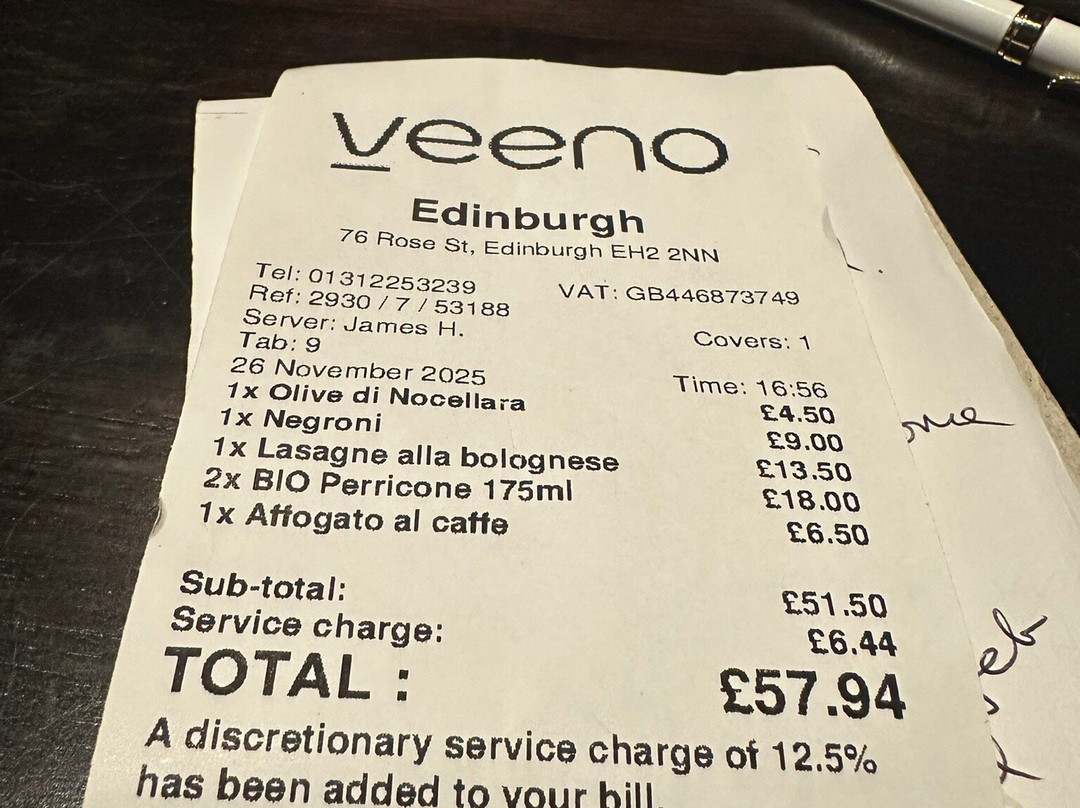 veeno
Edinburgh
76 Rose St, Edinburgh EH2 2NN
Tel: 01312253239 VAT: GB446873749
Ref: 2930 / 7 / 53188
Server: James H. Covers: 1
Tab: 9
26 November 2025 Time: 16:56
1x Olive di Nocellara £4.50
1x Negroni £9.00
1x Lasagne alla bolognese £13.50
2x BIO Perricone 175ml £18.00
1x Affogato al caffe £6.50
Sub-total: £51.50
Service charge: £6.44
TOTAL : £57.94
A discretionary service charge of 12.5%
has been added to your bill.